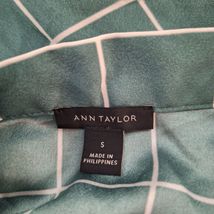 ANN TAYLOR
S
MADE IN
PHILIPPINES